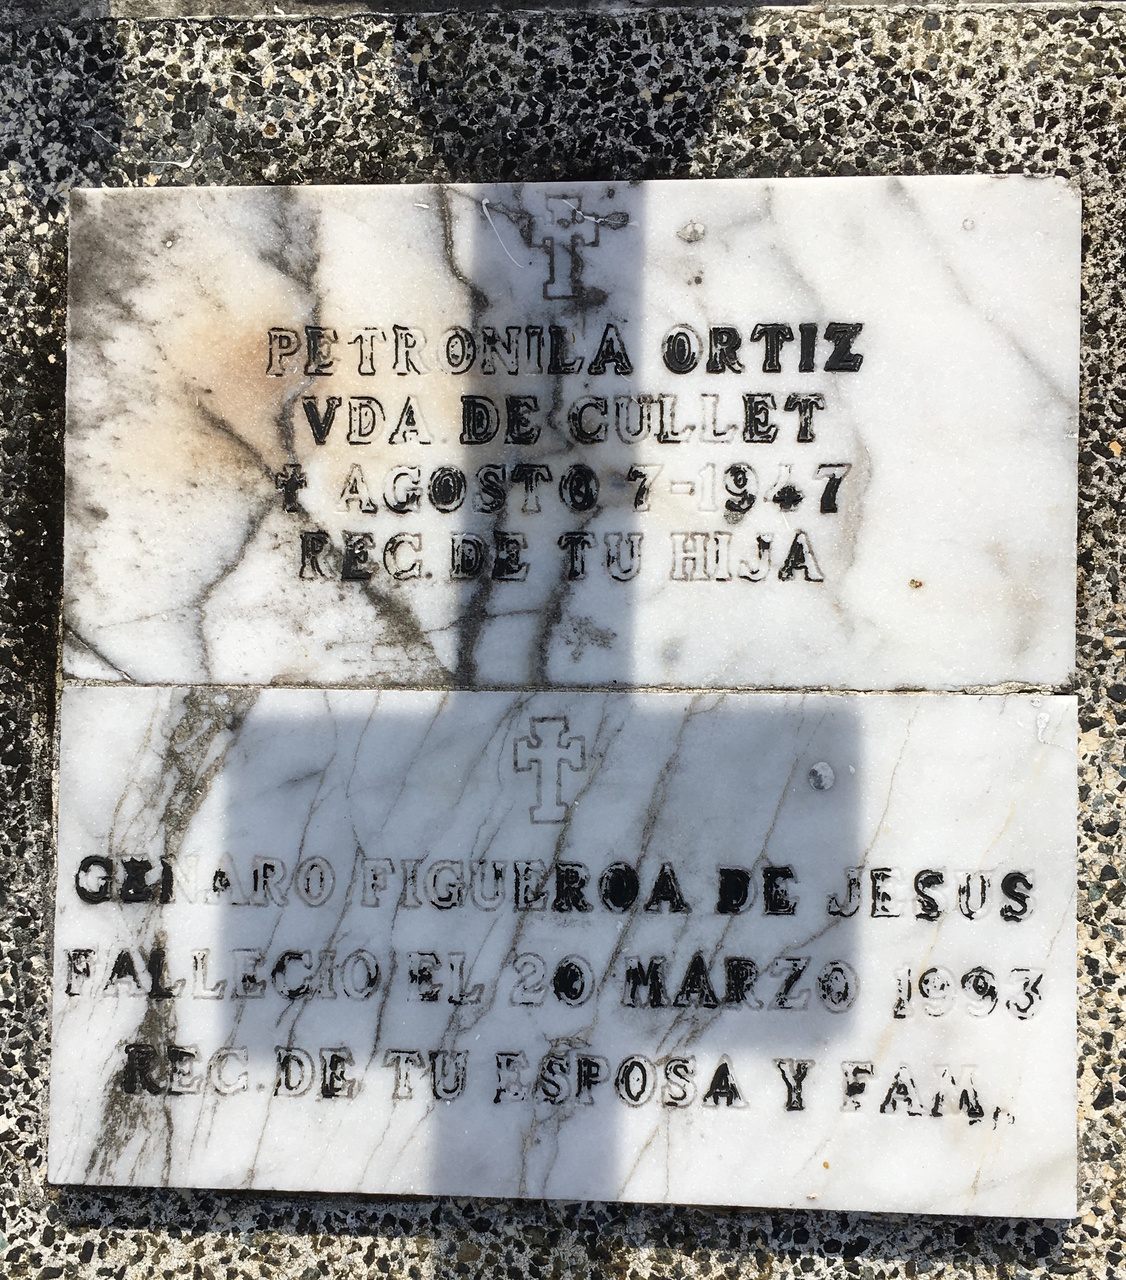 PETRONILA ORTIZ
VDA DE CULLET
✝ AGOSTO 7-1947
REC. DE TU HIJA
GENARO FIGUEROA DE JESUS
FALLECIO EL 20 MARZO 1993
REC. DE TU ESPOSA Y FAM.